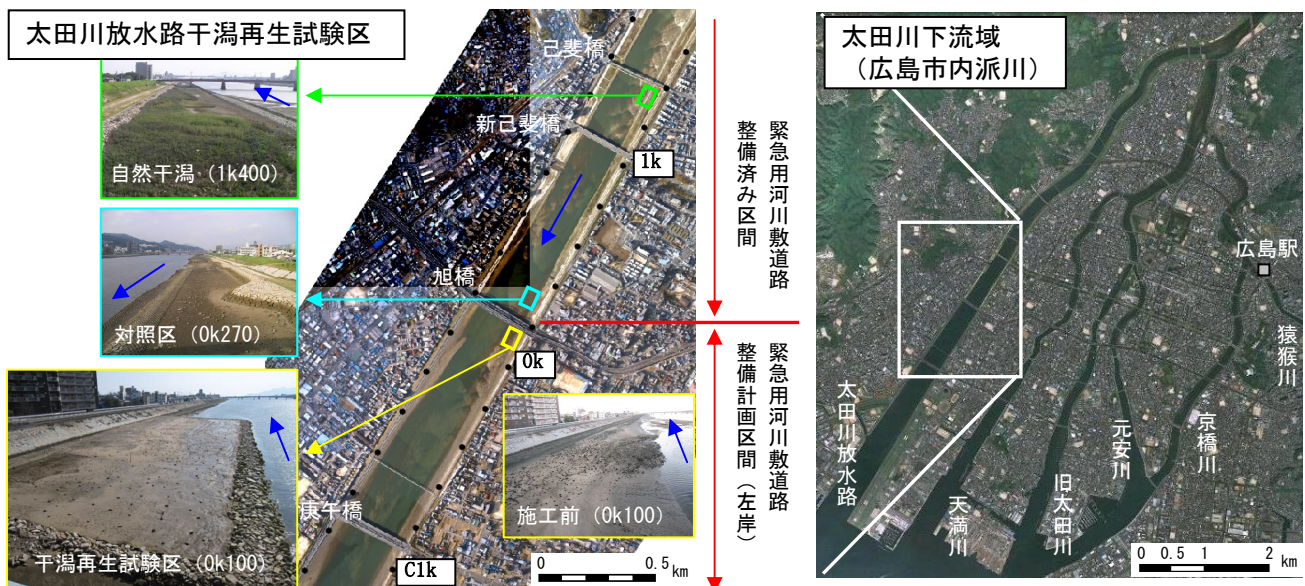 太田川放水路干潟再生試験区
己斐橋
新己斐橋
1k
自然干潟(1k400)
旭橋
対照区(0k270)
0k
施工前(0k100)
庚午橋
干潟再生試験区(0k100)
C1k
0 0.5 km
緊急用河川敷道路
整備済み区間
緊急用河川敷道路
整備計画区間(左岸)
太田川下流域
(広島市内派川)
広島駅
猿猴川
京橋川
元安川
旧太田川
天満川
太田川放水路
0 0.5 1 2
km